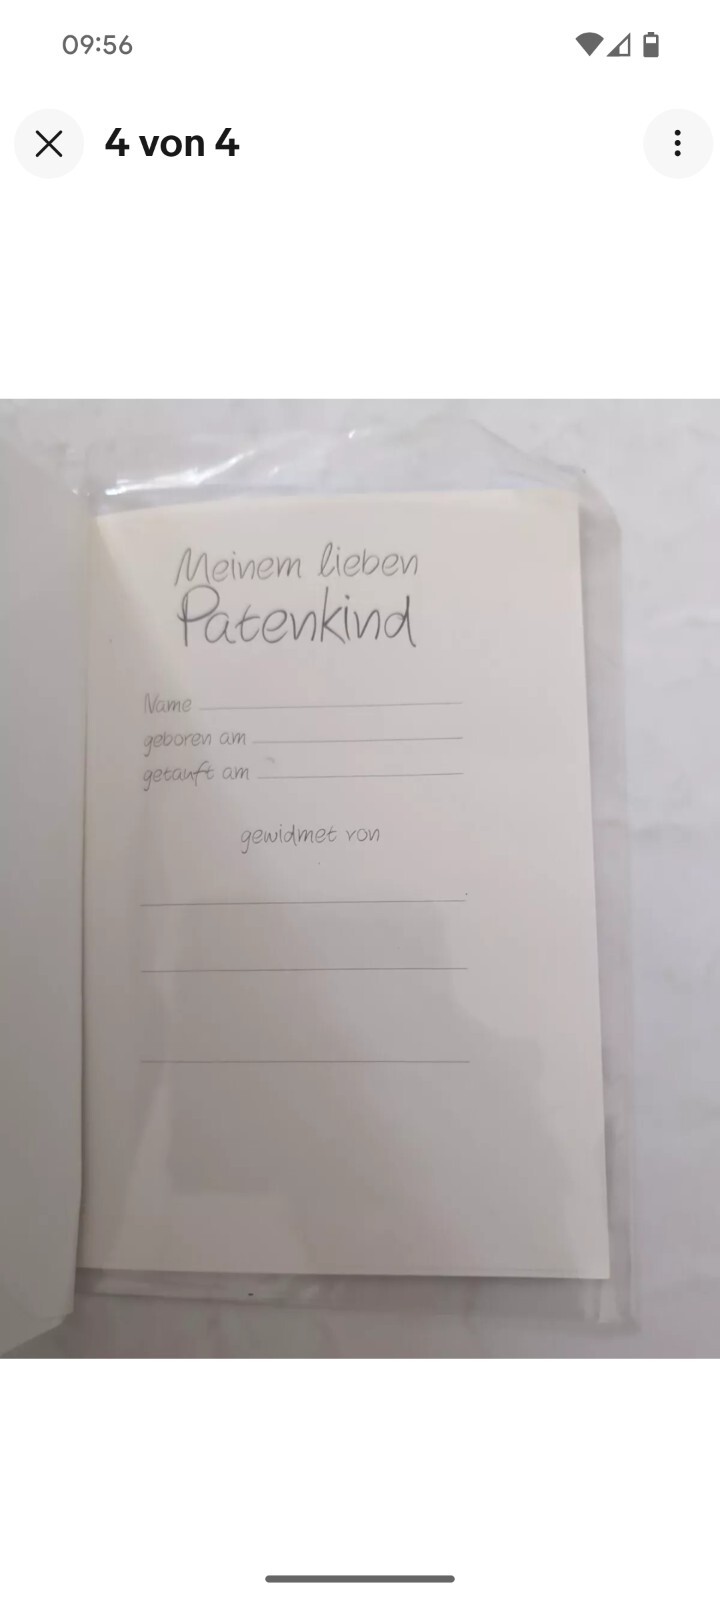 09:56
4 von 4
Meinem lieben
Patenkind
Name
geboren am
getauft am
gewidmet von